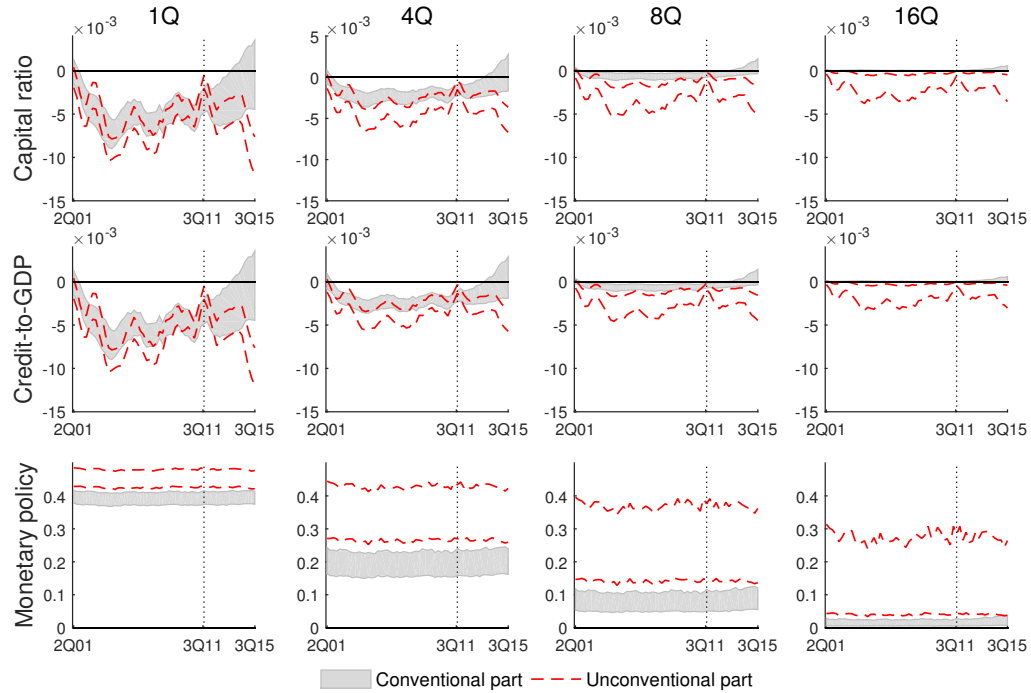 1Q 4Q 8Q 16Q
×10⁻³ ×10⁻³ ×10⁻³ ×10⁻³
Capital ratio
0
-5
-10
-15
2Q01 3Q11 3Q15
5
0
-5
-10
-15
2Q01 3Q11 3Q15
0
-5
-10
-15
2Q01 3Q11 3Q15
0
-5
-10
-15
2Q01 3Q11 3Q15
×10⁻³ ×10⁻³ ×10⁻³ ×10⁻³
Credit-to-GDP
0
-5
-10
-15
2Q01 3Q11 3Q15
0
-5
-10
-15
2Q01 3Q11 3Q15
0
-5
-10
-15
2Q01 3Q11 3Q15
0
-5
-10
-15
2Q01 3Q11 3Q15
Monetary policy
0.4
0.3
0.2
0.1
0
2Q01 3Q11 3Q15
0.4
0.3
0.2
0.1
0
2Q01 3Q11 3Q15
0.4
0.3
0.2
0.1
0
2Q01 3Q11 3Q15
0.4
0.3
0.2
0.1
0
2Q01 3Q11 3Q15
Conventional part Unconventional part